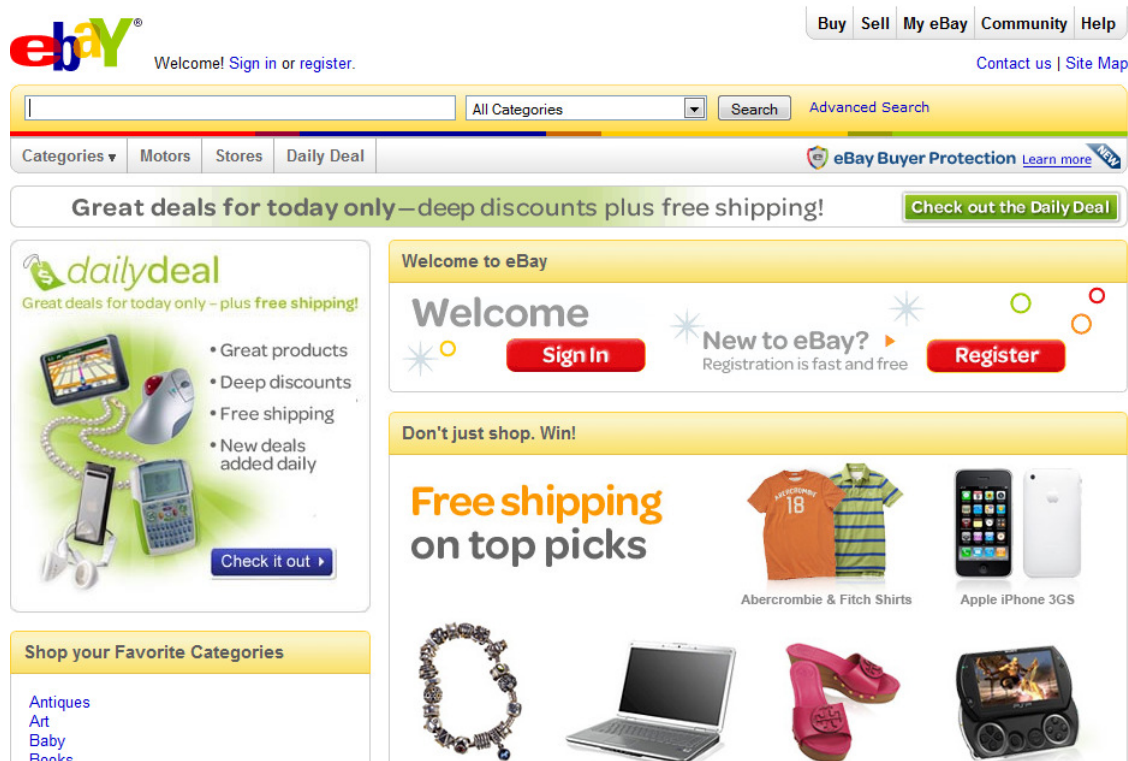 ebaY®
Buy Sell My eBay Community Help
Welcome! Sign in or register.
Contact us | Site Map
All Categories
Search
Advanced Search
Categories Motors Stores Daily Deal
eBay Buyer Protection Learn more NEW
Great deals for today only—deep discounts plus free shipping!
Check out the Daily Deal
dailydeal
Great deals for today only – plus free shipping!
• Great products
• Deep discounts
• Free shipping
• New deals
added daily
Check it out
Shop your Favorite Categories
Antiques
Art
Baby
Books
Welcome to eBay
Welcome
Sign In
New to eBay?
Registration is fast and free
Register
Don't just shop. Win!
Free shipping
on top picks
ABERCROMBIE
18
Abercrombie & Fitch Shirts
Apple iPhone 3GS